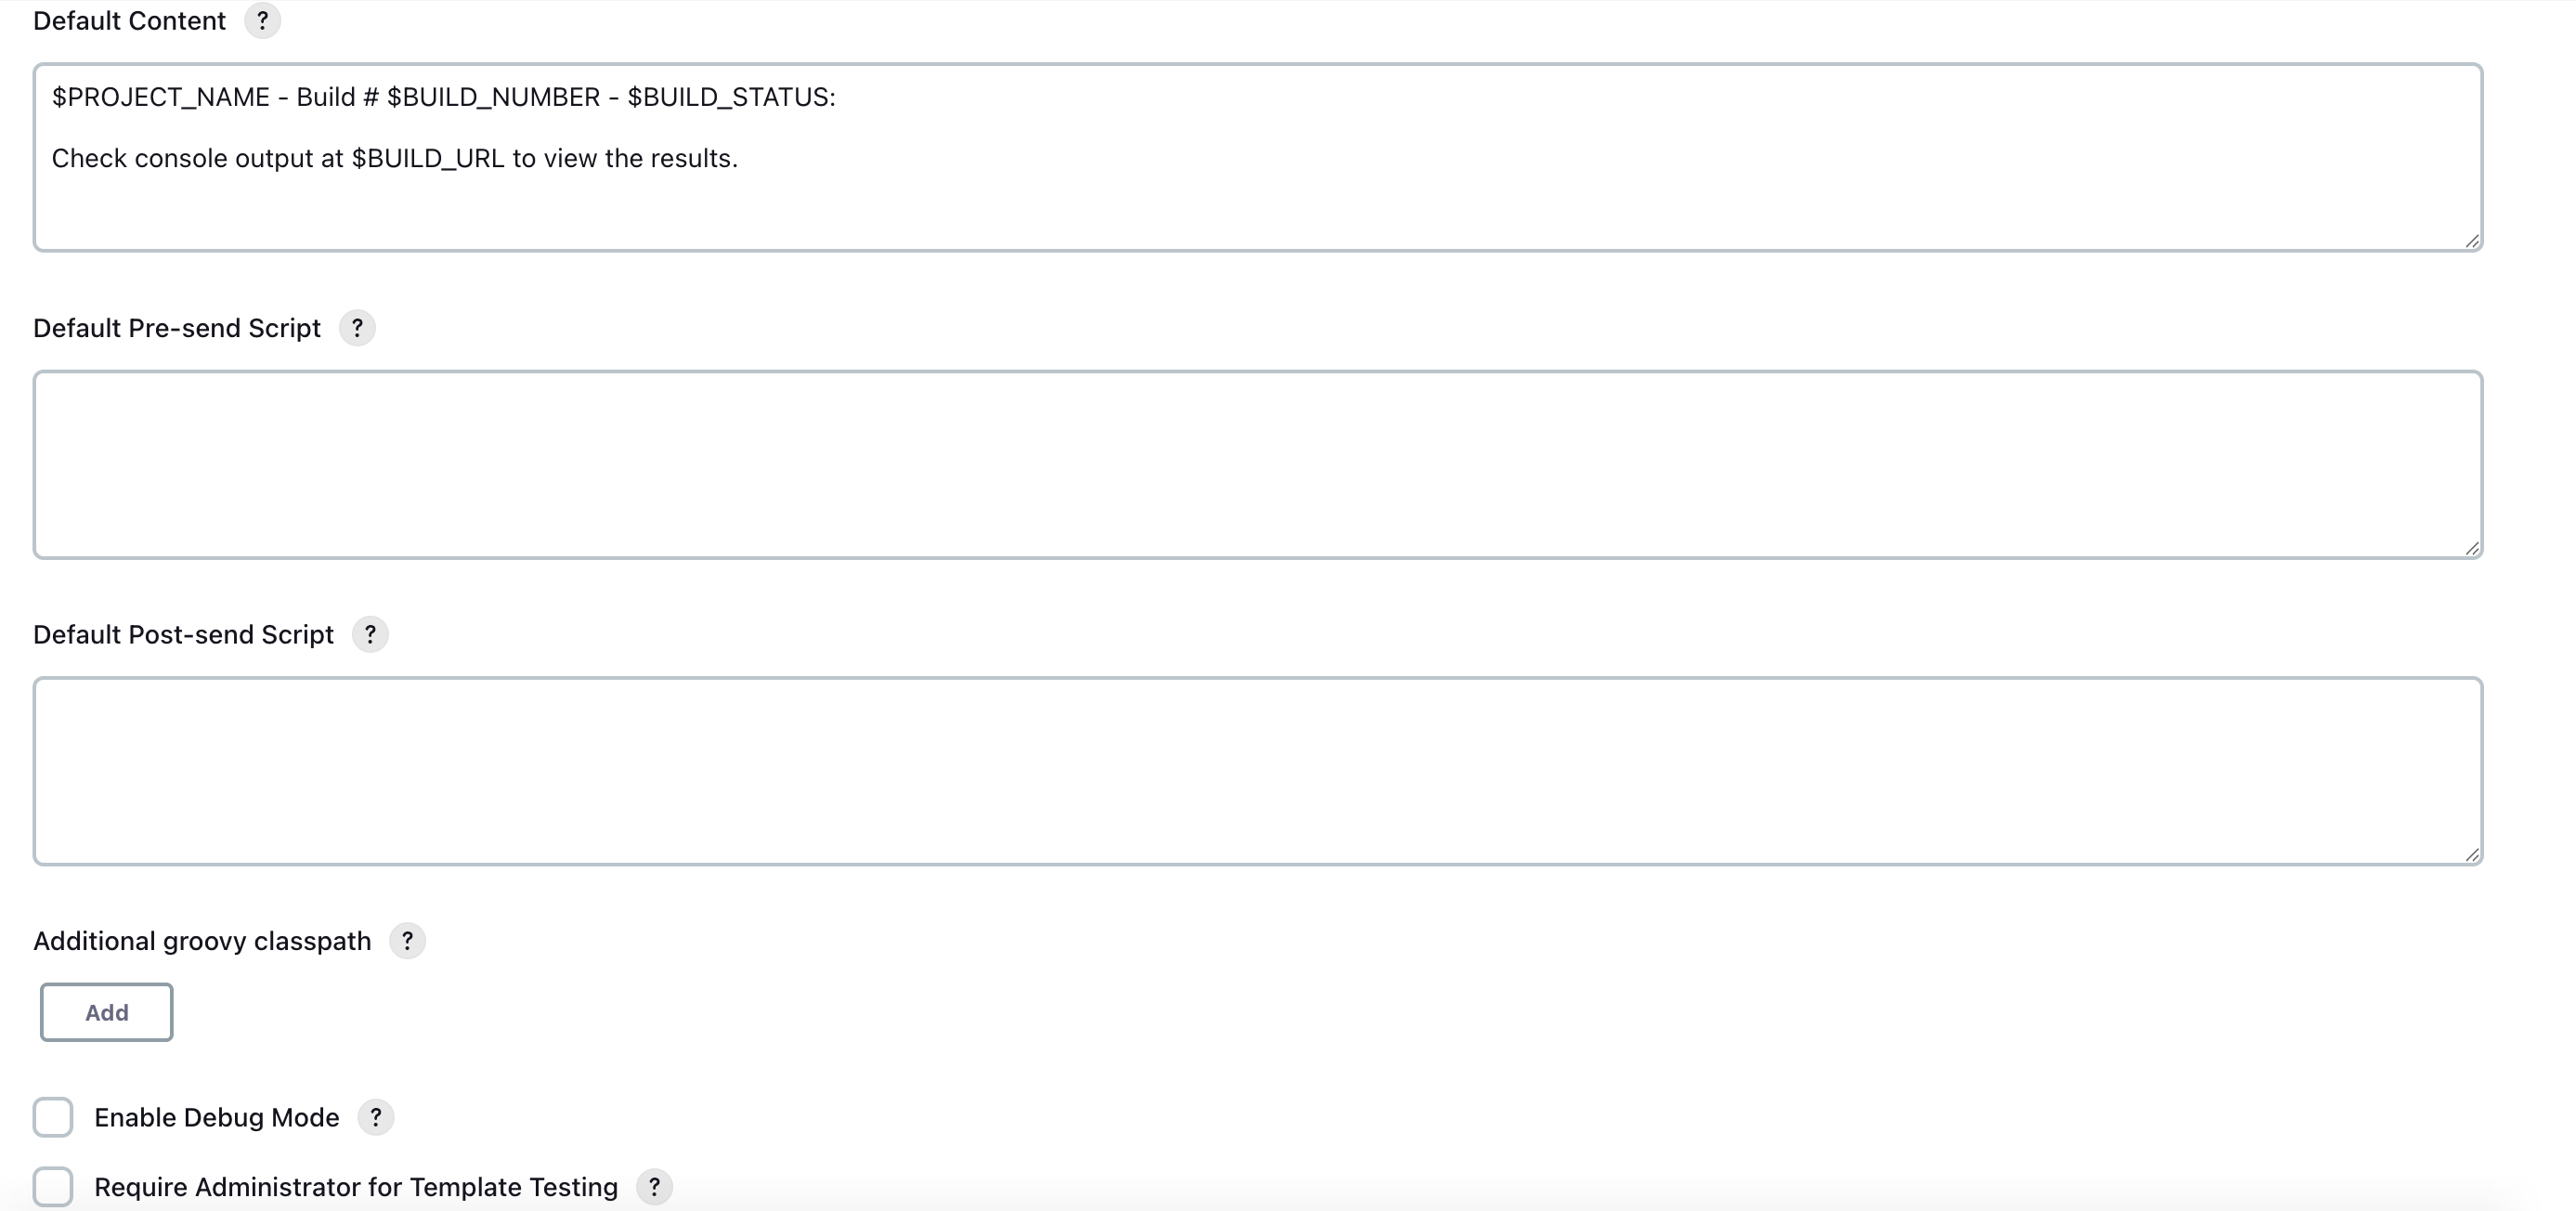 Default Content ?
$PROJECT_NAME - Build # $BUILD_NUMBER - $BUILD_STATUS:
Check console output at $BUILD_URL to view the results.
Default Pre-send Script ?
Default Post-send Script ?
Additional groovy classpath ?
Add
Enable Debug Mode ?
Require Administrator for Template Testing ?